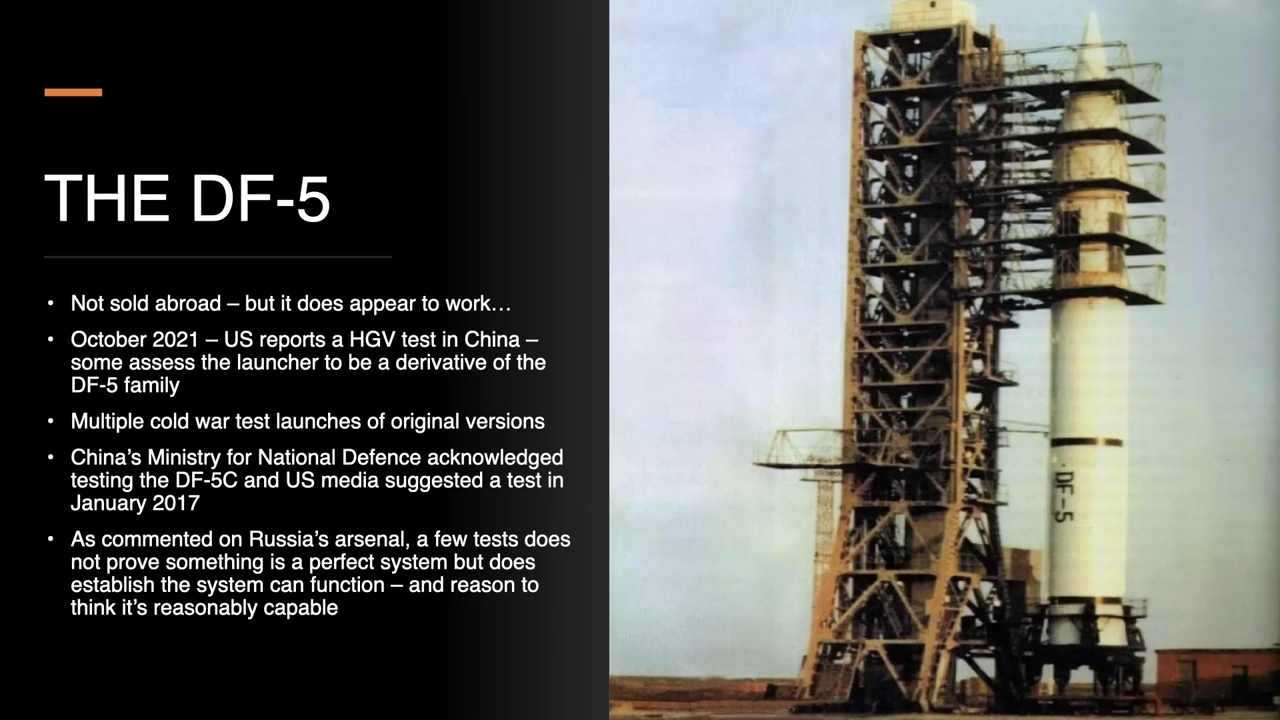 THE DF-5
• Not sold abroad – but it does appear to work…
• October 2021 – US reports a HGV test in China –
some assess the launcher to be a derivative of the
DF-5 family
• Multiple cold war test launches of original versions
• China’s Ministry for National Defence acknowledged
testing the DF-5C and US media suggested a test in
January 2017
• As commented on Russia’s arsenal, a few tests does
not prove something is a perfect system but does
establish the system can function – and reason to
think it’s reasonably capable
DF-5